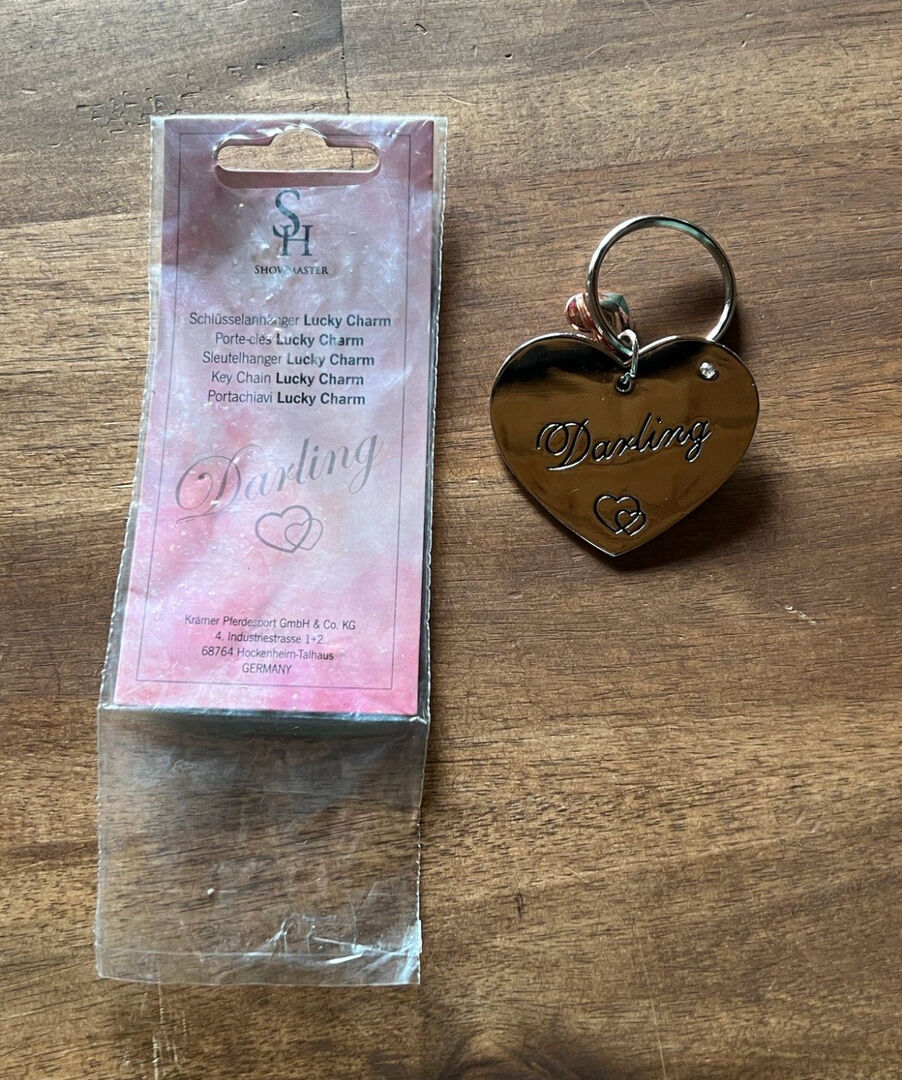 SH
SHOWMASTER
Schlüsselanhänger Lucky Charm
Porte-clés Lucky Charm
Sleutelhanger Lucky Charm
Key Chain Lucky Charm
Portachiavi Lucky Charm
Darling
Krämer Pferdesport GmbH & Co. KG
4. Industriestrasse 1+2
68764 Hockenheim-Talhaus
GERMANY
Darling